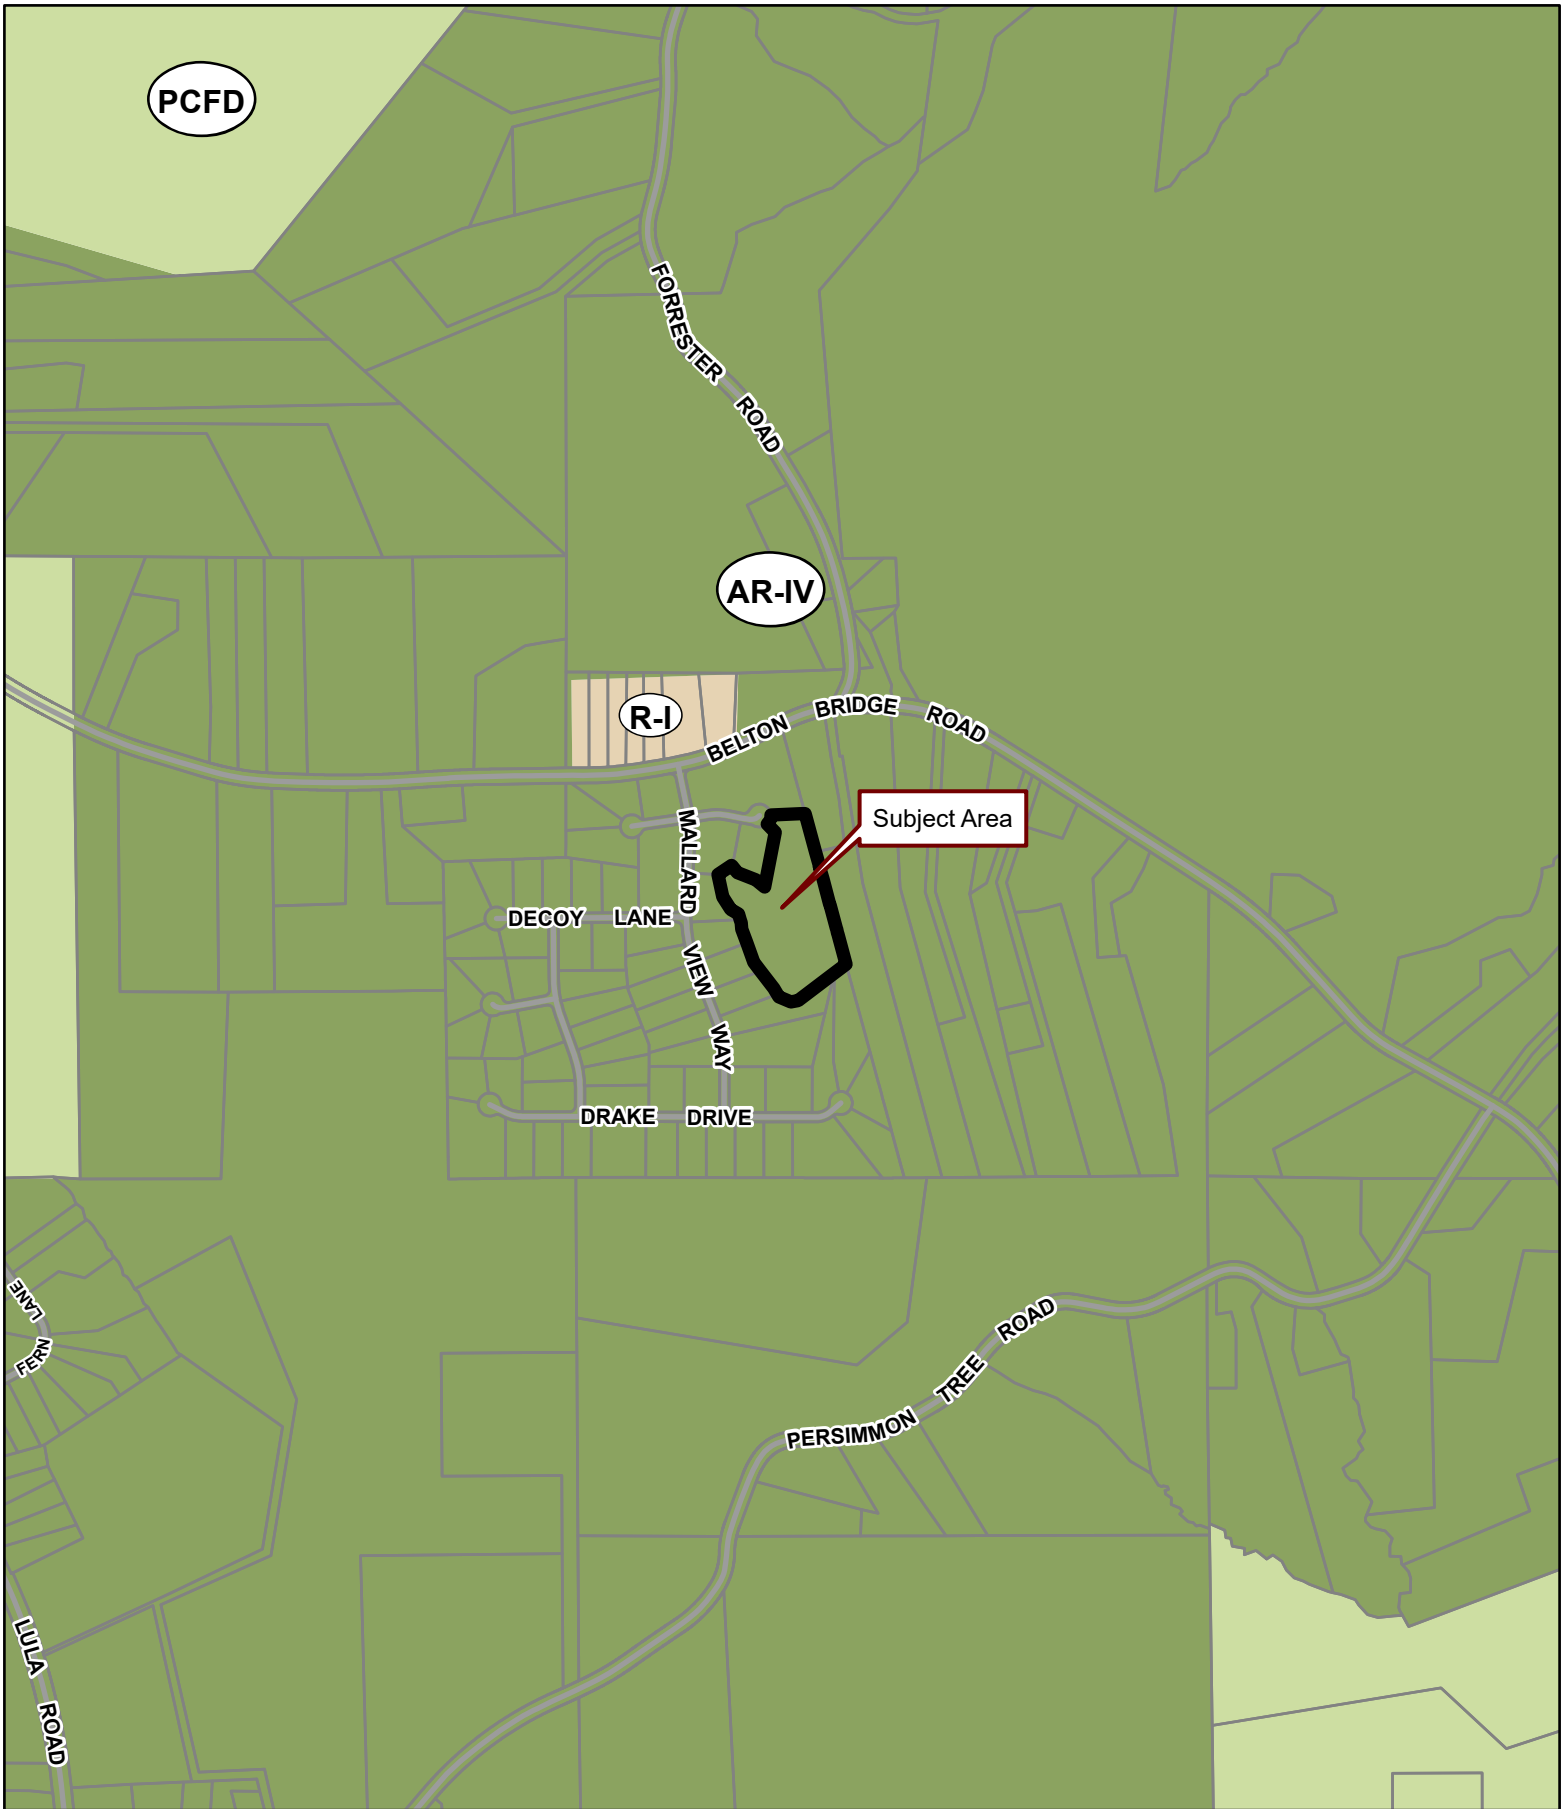 PCFD
FORRESTER ROAD
AR-IV
R-I
BELTON BRIDGE ROAD
Subject Area
MALLARD VIEW WAY
DECOY LANE
DRAKE DRIVE
FERN LANE
PERSIMMON TREE ROAD
LULA ROAD